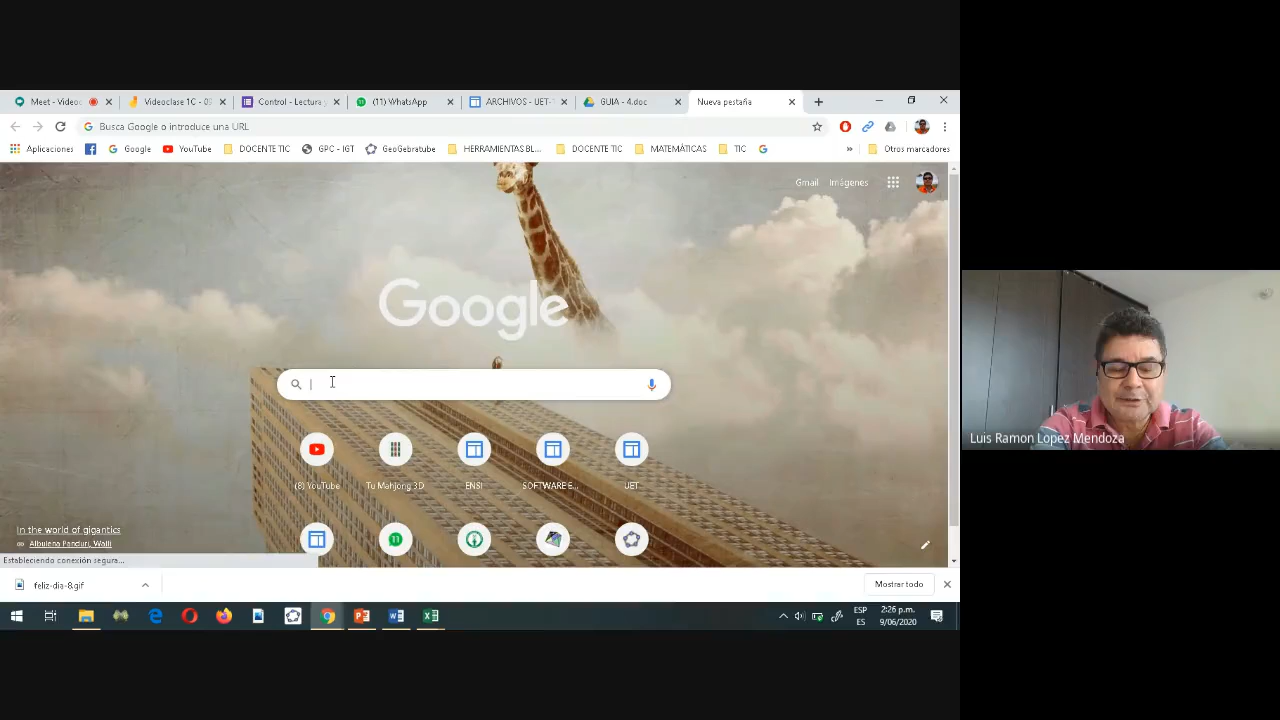 Meet - Videoc
Videoclase 1C - 09
Control - Lectura y
(11) WhatsApp
ARCHIVOS - UET-
GUIA - 4.doc
Nueva pestaña
Busca Google o introduce una URL
Aplicaciones
Google
YouTube
DOCENTE TIC
GPC - IGT
GeoGebratube
HERRAMIENTAS BL...
DOCENTE TIC
MATEMÁTICAS
TIC
»
Otros marcadores
Gmail
Imágenes
Google
(8) YouTube
Tu Mahjong 3D
ENSI
SOFTWARE E...
UET
In the world of gigantics
Albulena Panduri, Walli
Estableciendo conexión segura...
feliz-dia-8.gif
Mostrar todo
ESP
ES
2:26 p.m.
9/06/2020
Luis Ramon Lopez Mendoza